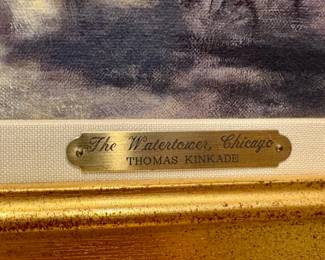 The Watertower, Chicago
THOMAS KINKADE